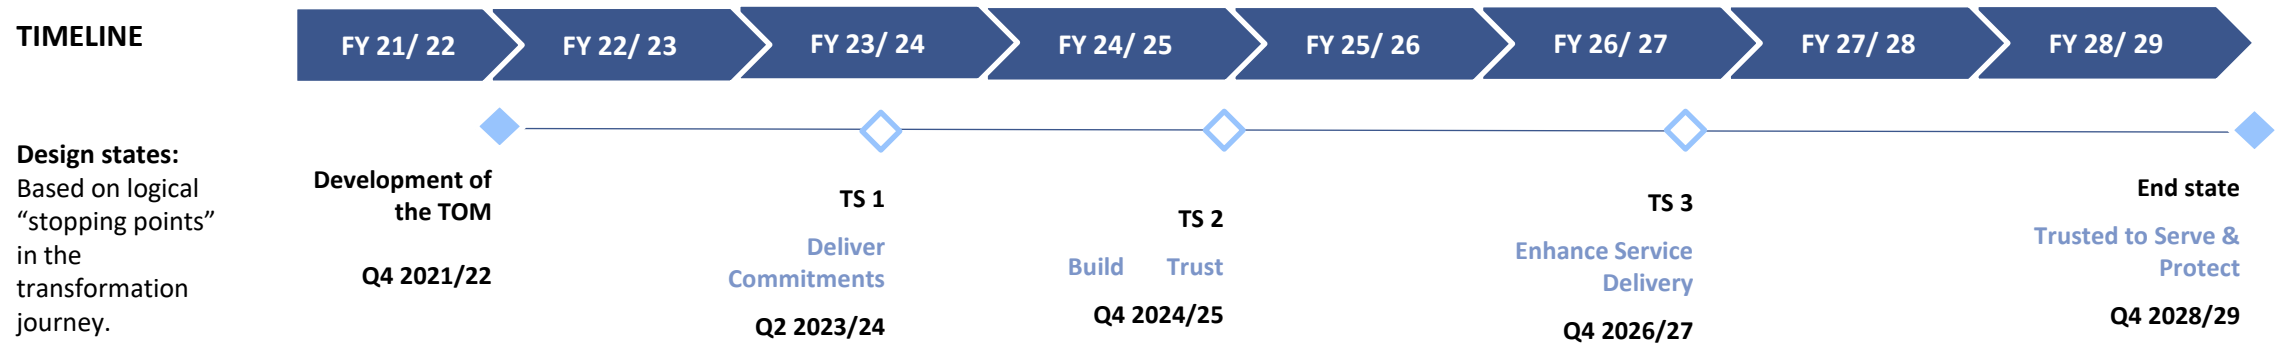 TIMELINE
FY 21/ 22
FY 22/ 23
FY 23/ 24
FY 24/ 25
FY 25/ 26
FY 26/ 27
FY 27/ 28
FY 28/ 29
Design states:
Based on logical
“stopping points”
in the
transformation
journey.
Development of
the TOM
Q4 2021/22
TS 1
Deliver
Commitments
Q2 2023/24
TS 2
Build Trust
Q4 2024/25
TS 3
Enhance Service
Delivery
Q4 2026/27
End state
Trusted to Serve &
Protect
Q4 2028/29